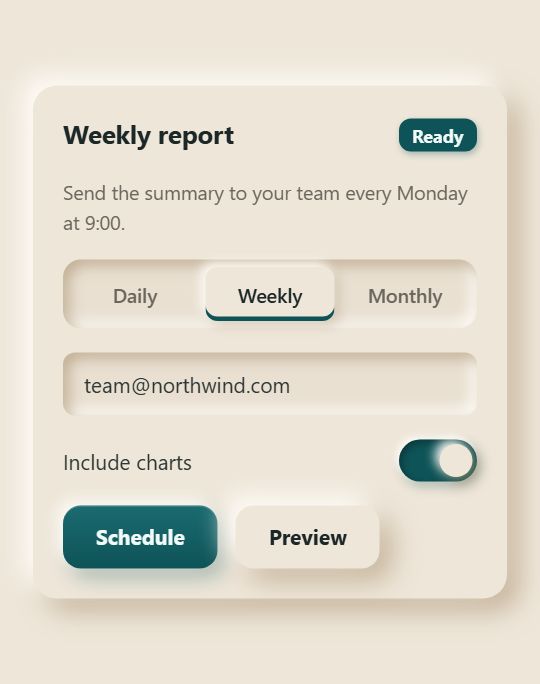 Weekly report
Ready
Send the summary to your team every Monday
at 9:00.
Daily
Weekly
Monthly
team@northwind.com
Include charts
Schedule
Preview